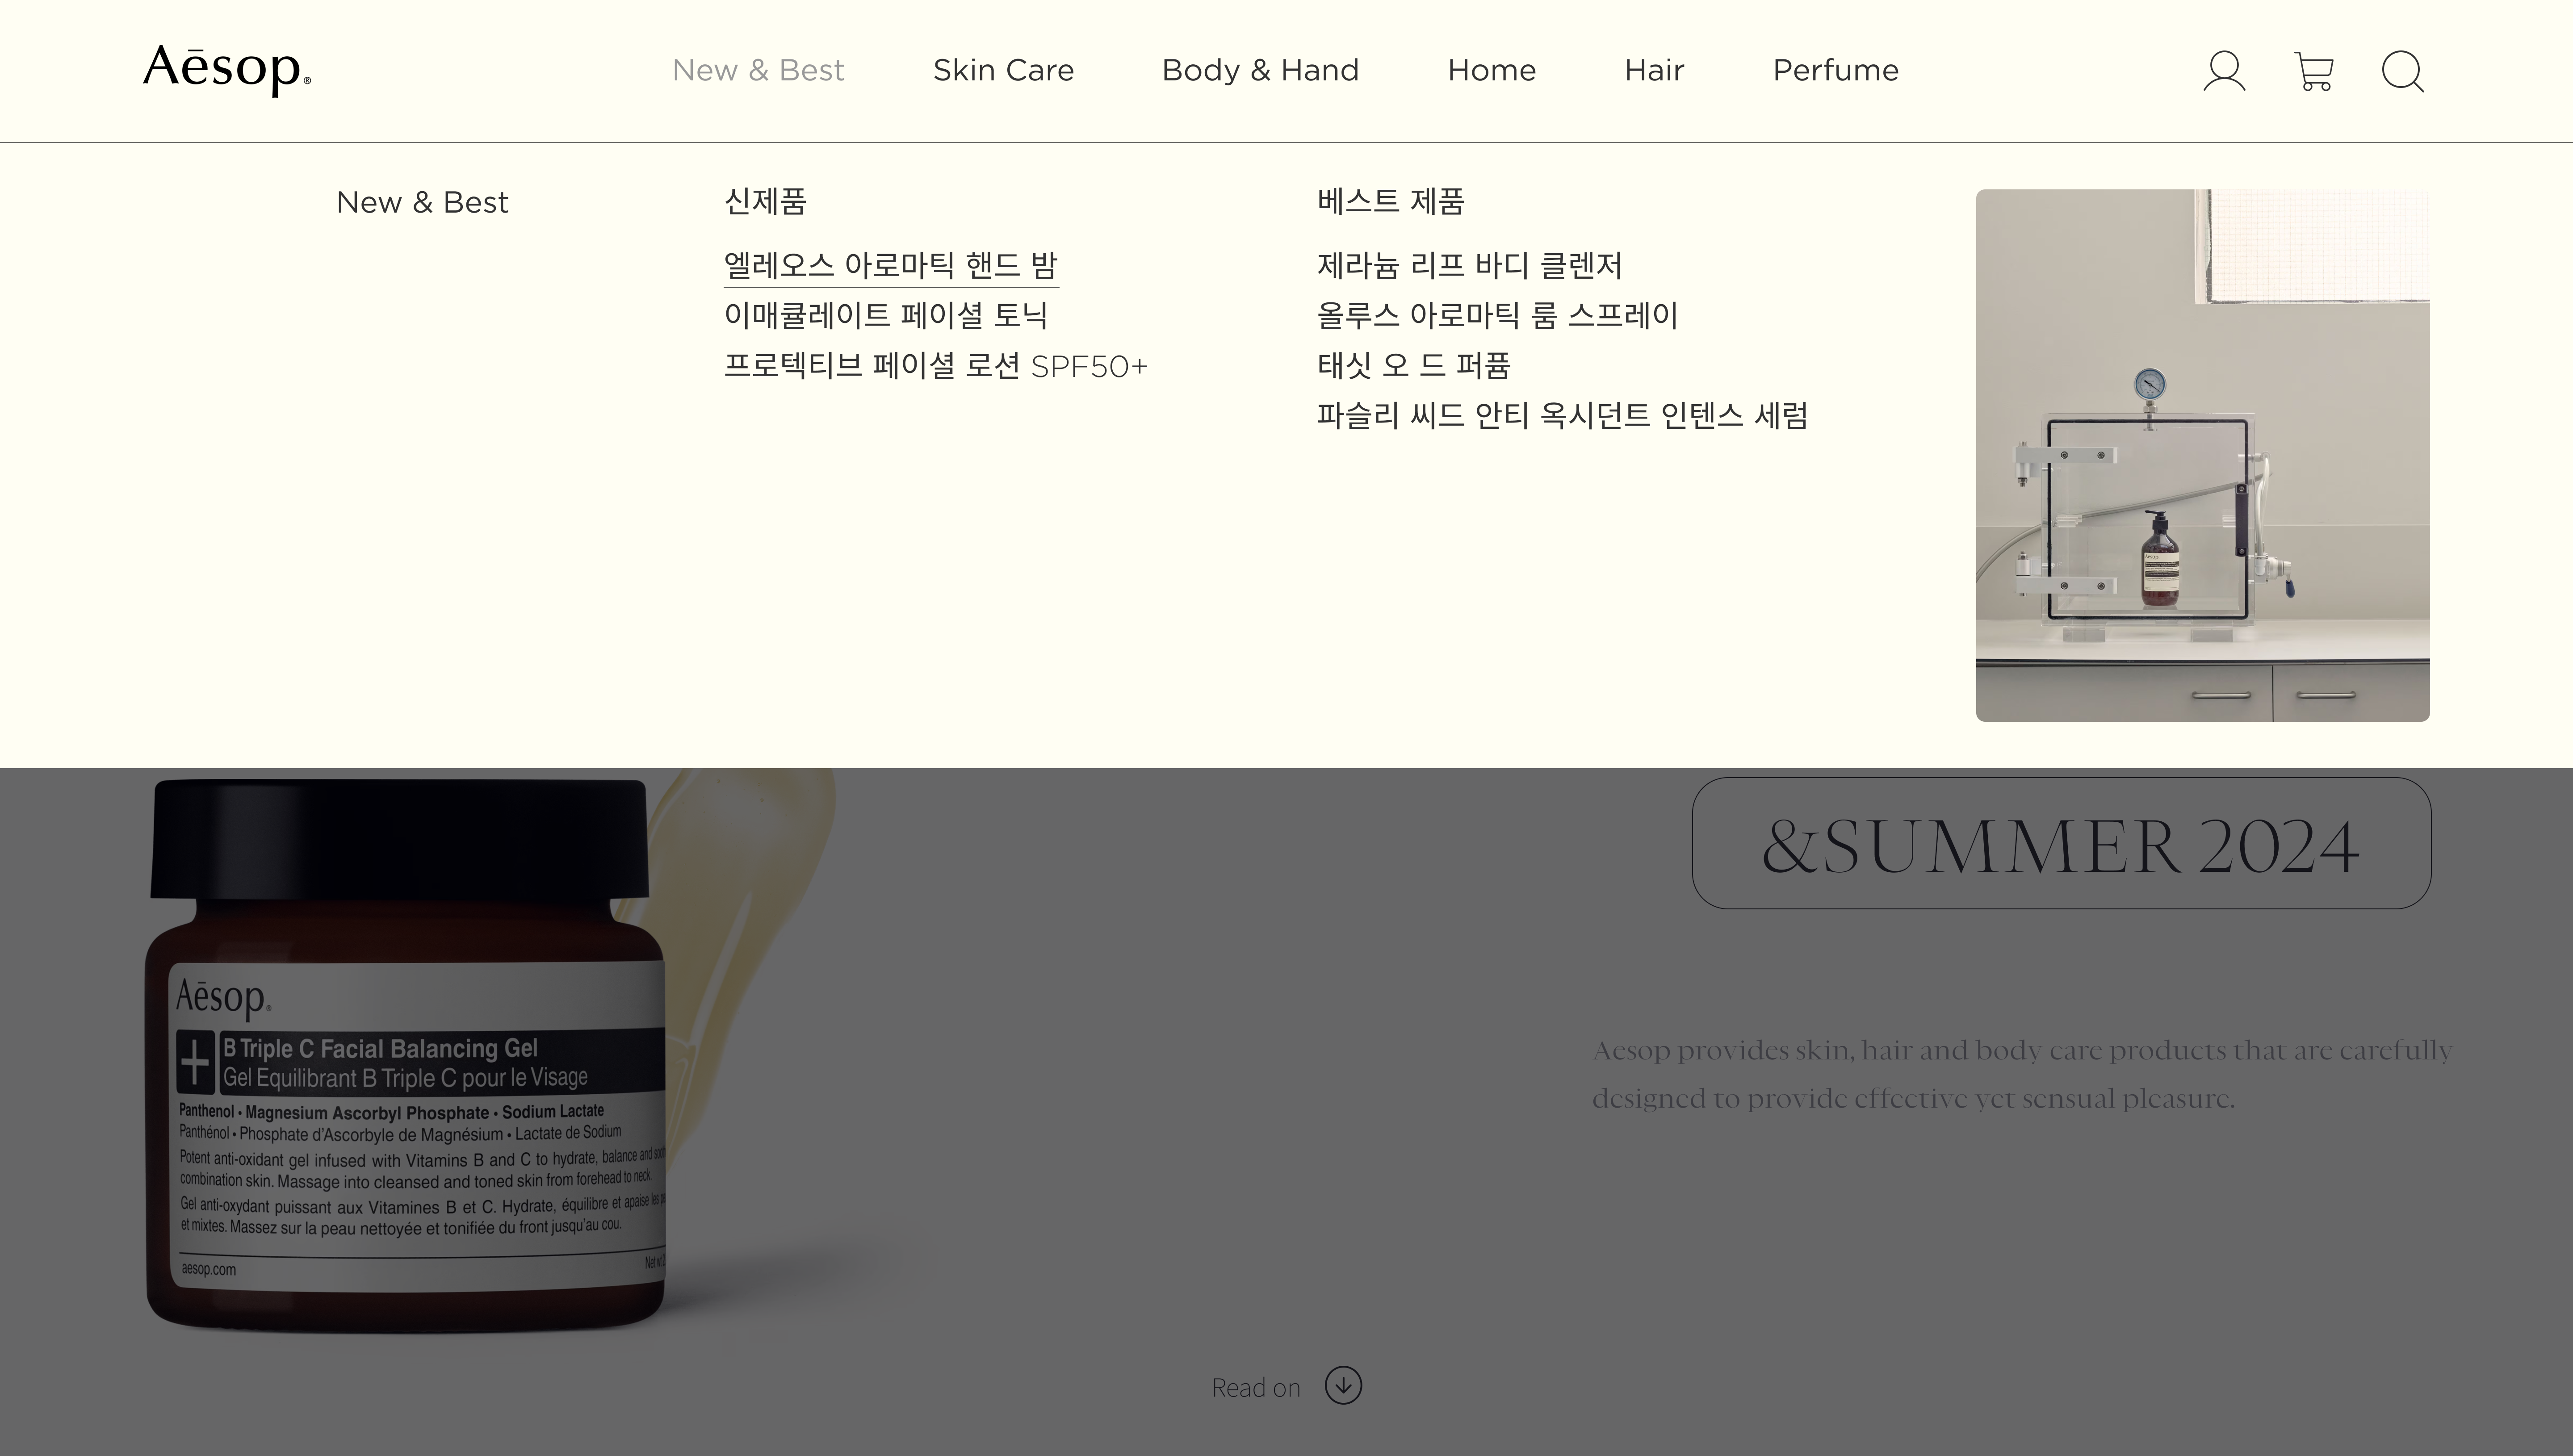 Aēsop®
New & Best
Skin Care
Body & Hand
Home
Hair
Perfume
New & Best
신제품
엘레오스 아로마틱 핸드 밤
이매큘레이트 페이셜 토닉
프로텍티브 페이셜 로션 SPF50+
베스트 제품
제라늄 리프 바디 클렌저
올루스 아로마틱 룸 스프레이
태싯 오 드 퍼퓸
파슬리 씨드 안티 옥시던트 인텐스 세럼
Aēsop®
B Triple C Facial Balancing Gel
Gel Equilibrant B Triple C pour le Visage
Panthenol • Magnesium Ascorbyl Phosphate • Sodium Lactate
Panthénol • Phosphate d'Ascorbyle de Magnésium • Lactate de Sodium
Potent anti-oxidant gel infused with Vitamins B and C to hydrate, balance and
combination skin. Massage into cleansed and toned skin from forehead to neck.
Gel anti-oxydant puissant aux Vitamines B et C. Hydrate, équilibre et apaise les
et mixtes. Massez sur la peau nettoyée et tonifiée du front jusqu'au cou.
aesop.com
Net
&SUMMER 2024
Aesop provides skin, hair and body care products that are carefully
designed to provide effective yet sensual pleasure.
Read on